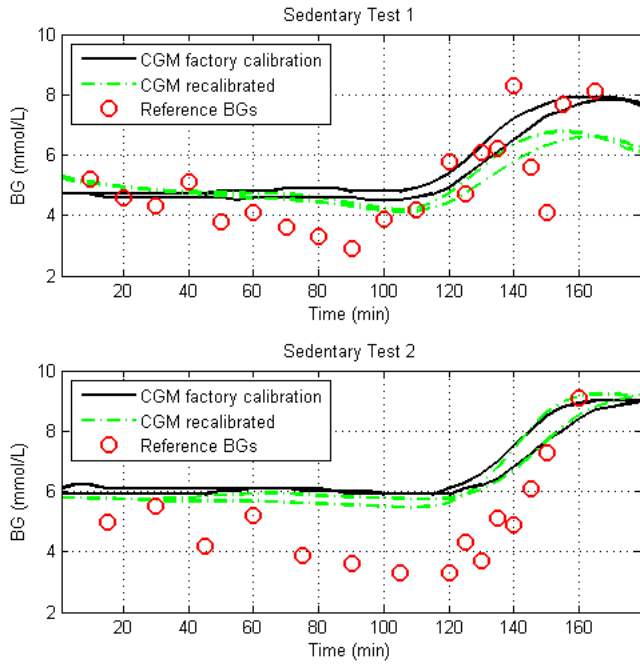 Sedentary Test 1
10
8
6
4
2
BG (mmol/L)
CGM factory calibration
CGM recalibrated
Reference BGs
20 40 60 80 100 120 140 160
Time (min)
Sedentary Test 2
10
8
6
4
2
BG (mmol/L)
CGM factory calibration
CGM recalibrated
Reference BGs
20 40 60 80 100 120 140 160
Time (min)